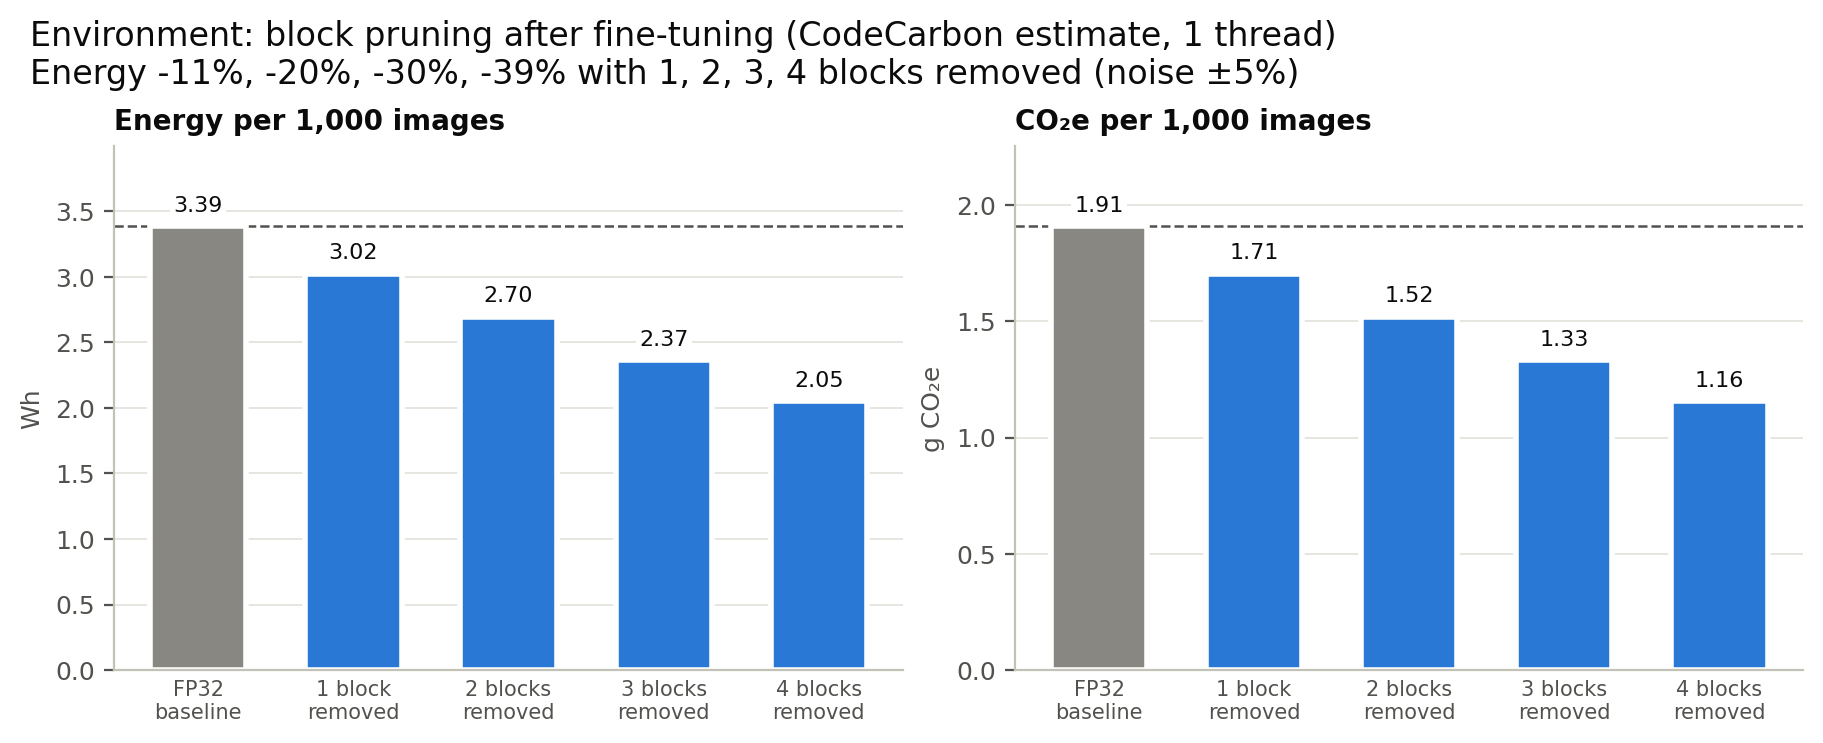 Environment: block pruning after fine-tuning (CodeCarbon estimate, 1 thread)
Energy -11%, -20%, -30%, -39% with 1, 2, 3, 4 blocks removed (noise ±5%)
Energy per 1,000 images
Wh
3.5
3.0
2.5
2.0
1.5
1.0
0.5
0.0
3.39
3.02
2.70
2.37
2.05
FP32
baseline
1 block
removed
2 blocks
removed
3 blocks
removed
4 blocks
removed
CO₂e per 1,000 images
g CO₂e
2.0
1.5
1.0
0.5
0.0
1.91
1.71
1.52
1.33
1.16
FP32
baseline
1 block
removed
2 blocks
removed
3 blocks
removed
4 blocks
removed